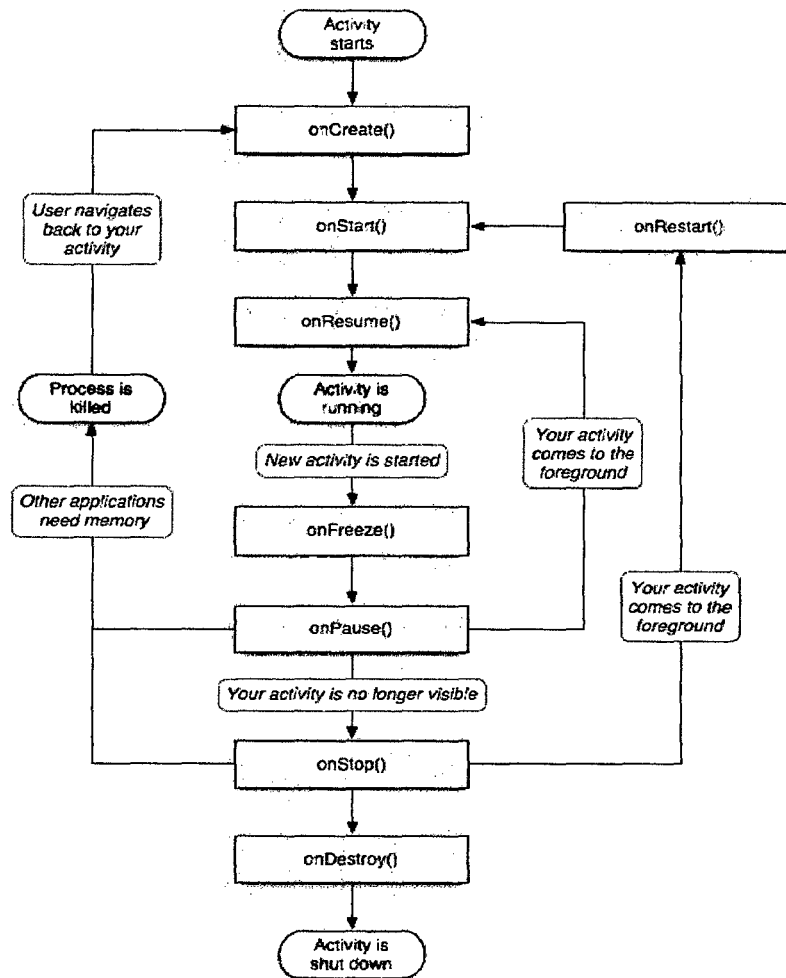 Activity
starts
onCreate()
User navigates
back to your
activity
onStart()
onRestart()
onResume()
Process is
killed
Activity is
running
Your activity
comes to the
foreground
New activity is started
Other applications
need memory
onFreeze()
Your activity
comes to the
foreground
onPause()
Your activity is no longer visible
onStop()
onDestroy()
Activity is
shut down